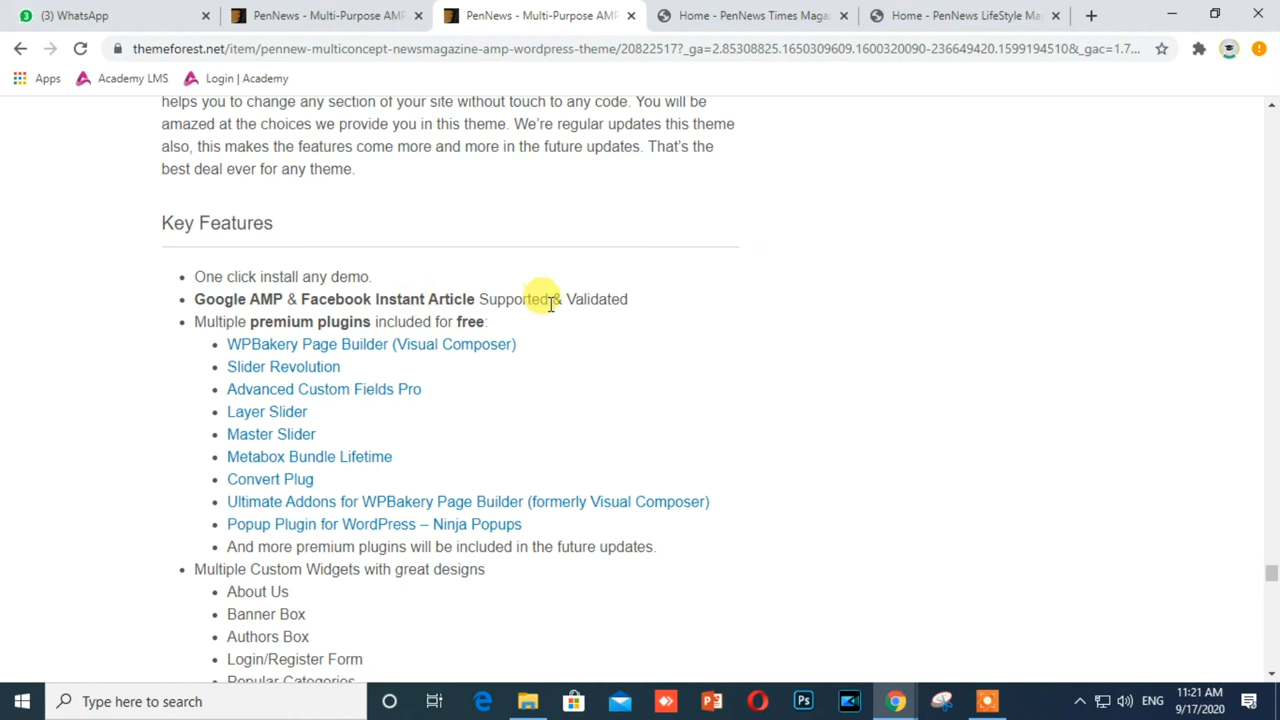 (3) WhatsApp
PenNews - Multi-Purpose AMP
PenNews - Multi-Purpose AMP
Home - PenNews Times Maga
Home - PenNews LifeStyle Ma
themeforest.net/item/pennew-multiconcept-newsmagazine-amp-wordpress-theme/20822517?_ga=2.85308825.1650309609.1600320090-236649420.1599194510&_gac=1.7...
Apps
Academy LMS
Login | Academy
helps you to change any section of your site without touch to any code. You will be
amazed at the choices we provide you in this theme. We're regular updates this theme
also, this makes the features come more and more in the future updates. That's the
best deal ever for any theme.
Key Features
One click install any demo.
Google AMP & Facebook Instant Article Supported & Validated
Multiple premium plugins included for free:
WPBakery Page Builder (Visual Composer)
Slider Revolution
Advanced Custom Fields Pro
Layer Slider
Master Slider
Metabox Bundle Lifetime
Convert Plug
Ultimate Addons for WPBakery Page Builder (formerly Visual Composer)
Popup Plugin for WordPress – Ninja Popups
And more premium plugins will be included in the future updates.
Multiple Custom Widgets with great designs
About Us
Banner Box
Authors Box
Login/Register Form
Popular Categories
Type here to search
ENG
11:21 AM
9/17/2020